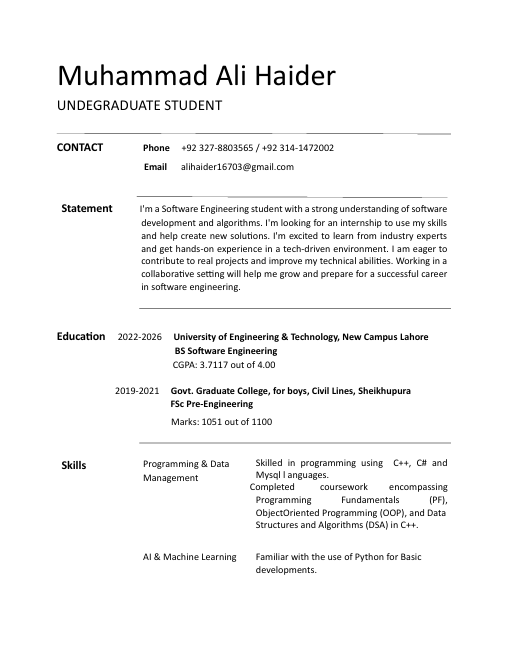 Muhammad Ali Haider
UNDEGRADUATE STUDENT
CONTACT Phone +92 327-8803565 / +92 314-1472002
Email alihaider16703@gmail.com
Statement I'm a Software Engineering student with a strong understanding of software
development and algorithms. I'm looking for an internship to use my skills
and help create new solutions. I'm excited to learn from industry experts
and get hands-on experience in a tech-driven environment. I am eager to
contribute to real projects and improve my technical abilities. Working in a
collaborative setting will help me grow and prepare for a successful career
in software engineering.
Education 2022-2026 University of Engineering & Technology, New Campus Lahore
BS Software Engineering
CGPA: 3.7117 out of 4.00
2019-2021 Govt. Graduate College, for boys, Civil Lines, Sheikhupura
FSc Pre-Engineering
Marks: 1051 out of 1100
Skills Programming & Data Skilled in programming using C++, C# and
Management Mysql l anguages.
Completed coursework encompassing
Programming Fundamentals (PF),
ObjectOriented Programming (OOP), and Data
Structures and Algorithms (DSA) in C++.
AI & Machine Learning Familiar with the use of Python for Basic
developments.